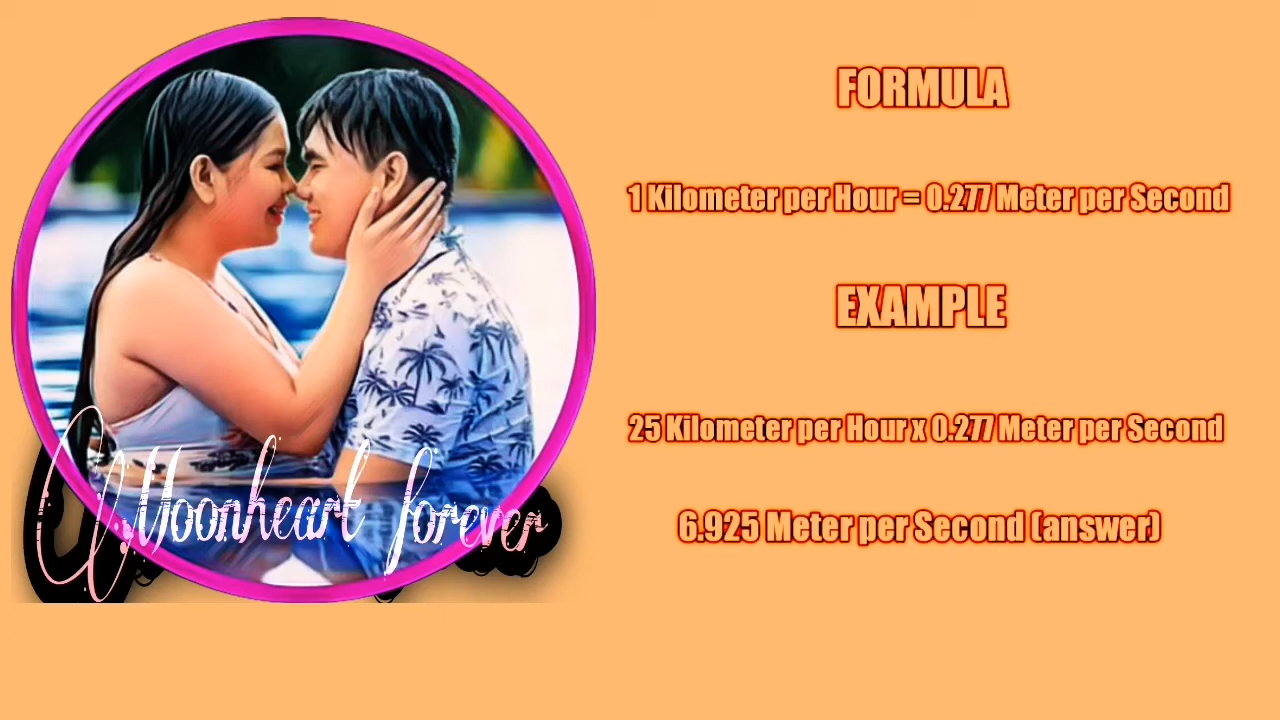 FORMULA
1 Kilometer per Hour = 0.277 Meter per Second
EXAMPLE
25 Kilometer per Hour x 0.277 Meter per Second
6.925 Meter per Second (answer)
Moonheart forever